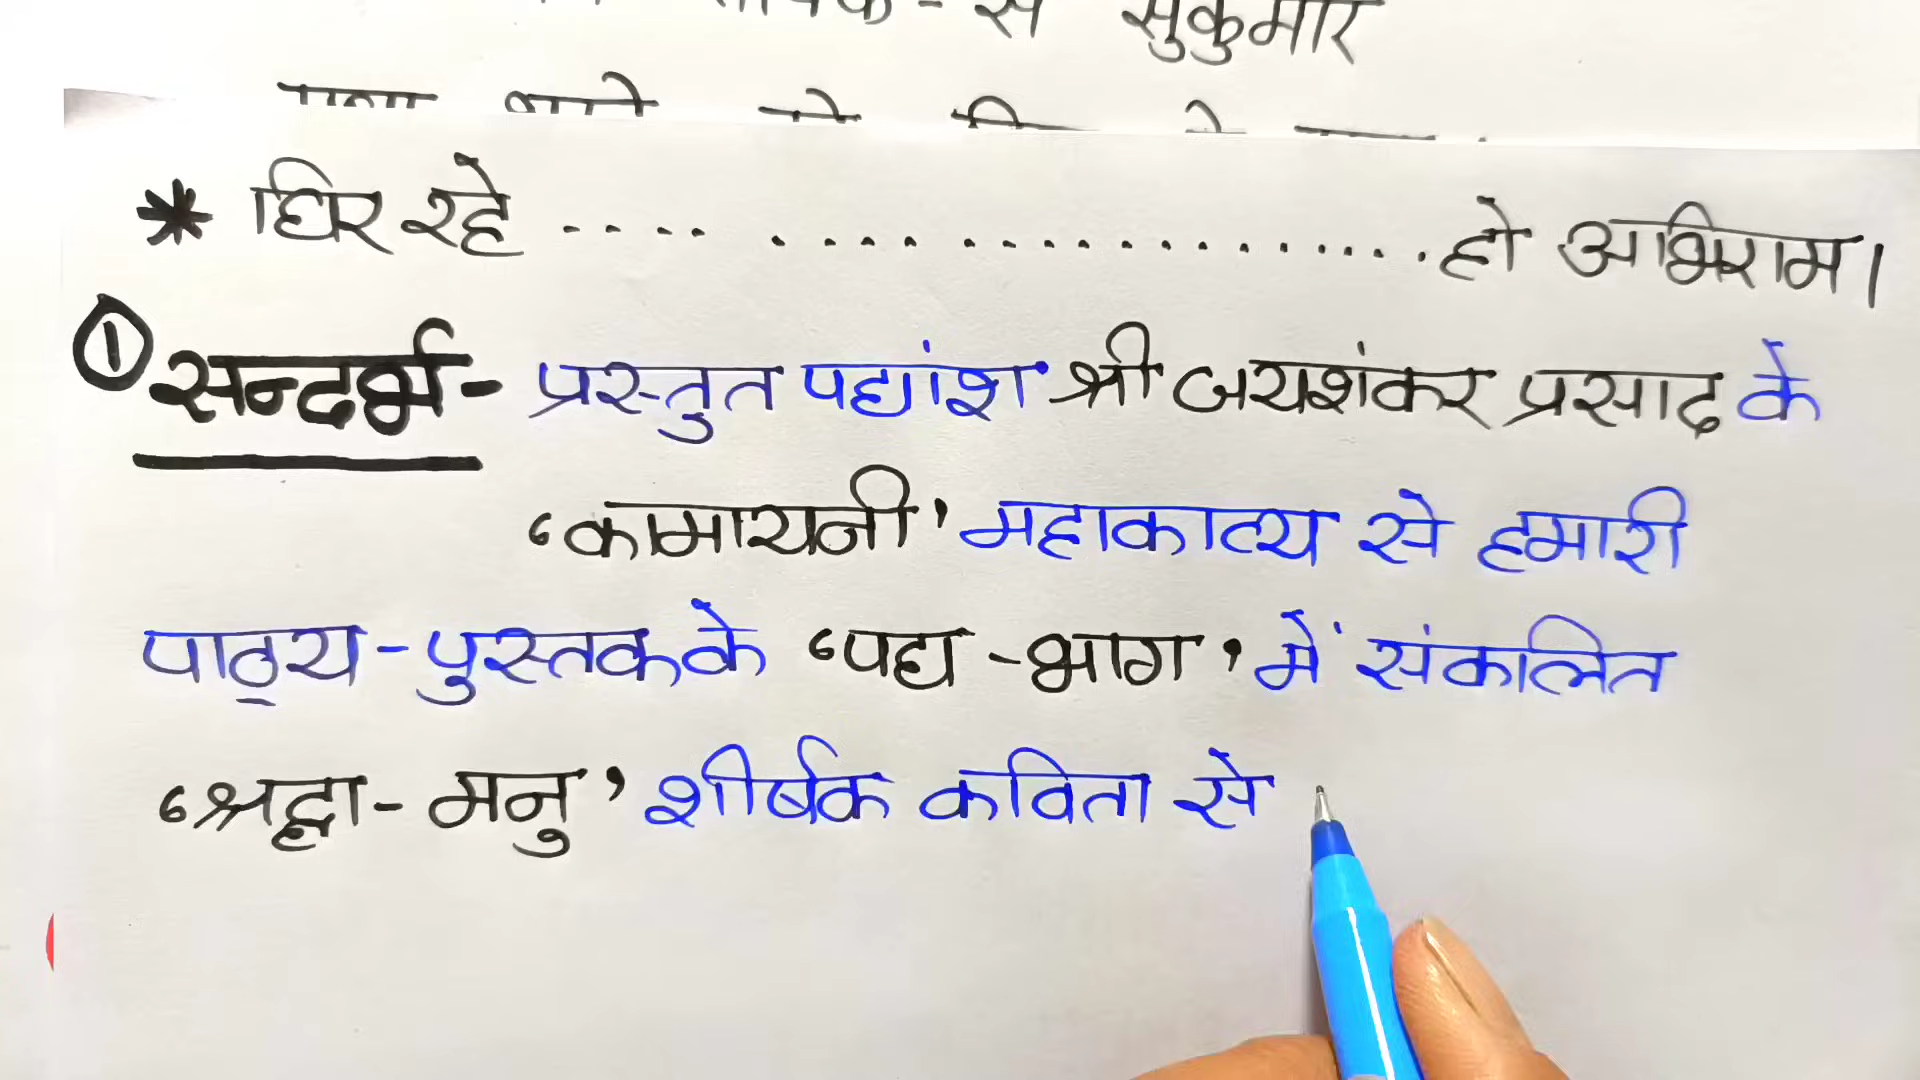 से सुकुमार
* घिर रहे .... .... ..................... हो अभिराम।
① सन्दर्भ - प्रस्तुत पद्यांश श्री जयशंकर प्रसाद के
‘कामायनी’ महाकाव्य से हमारी
पाठ्य-पुस्तक के ‘पद्य-भाग’ में संकलित
‘श्रद्धा-मनु’ शीर्षक कविता से